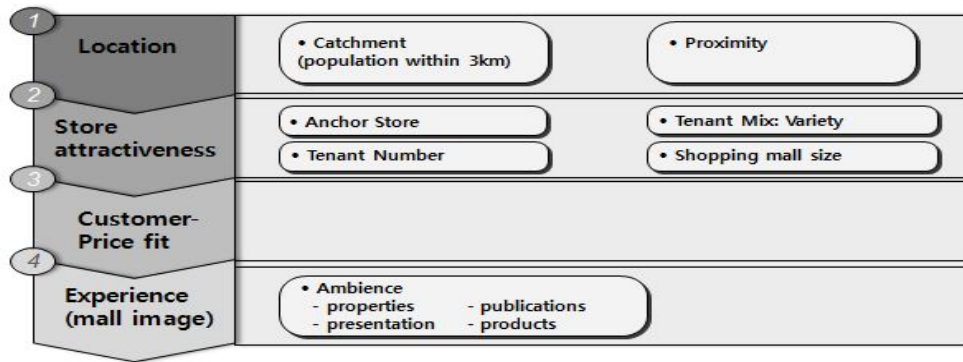 1
Location
• Catchment
(population within 3km)
• Proximity
2
Store
attractiveness
• Anchor Store
• Tenant Mix: Variety
• Tenant Number
• Shopping mall size
3
Customer-
Price fit
4
Experience
(mall image)
• Ambience
- properties - publications
- presentation - products